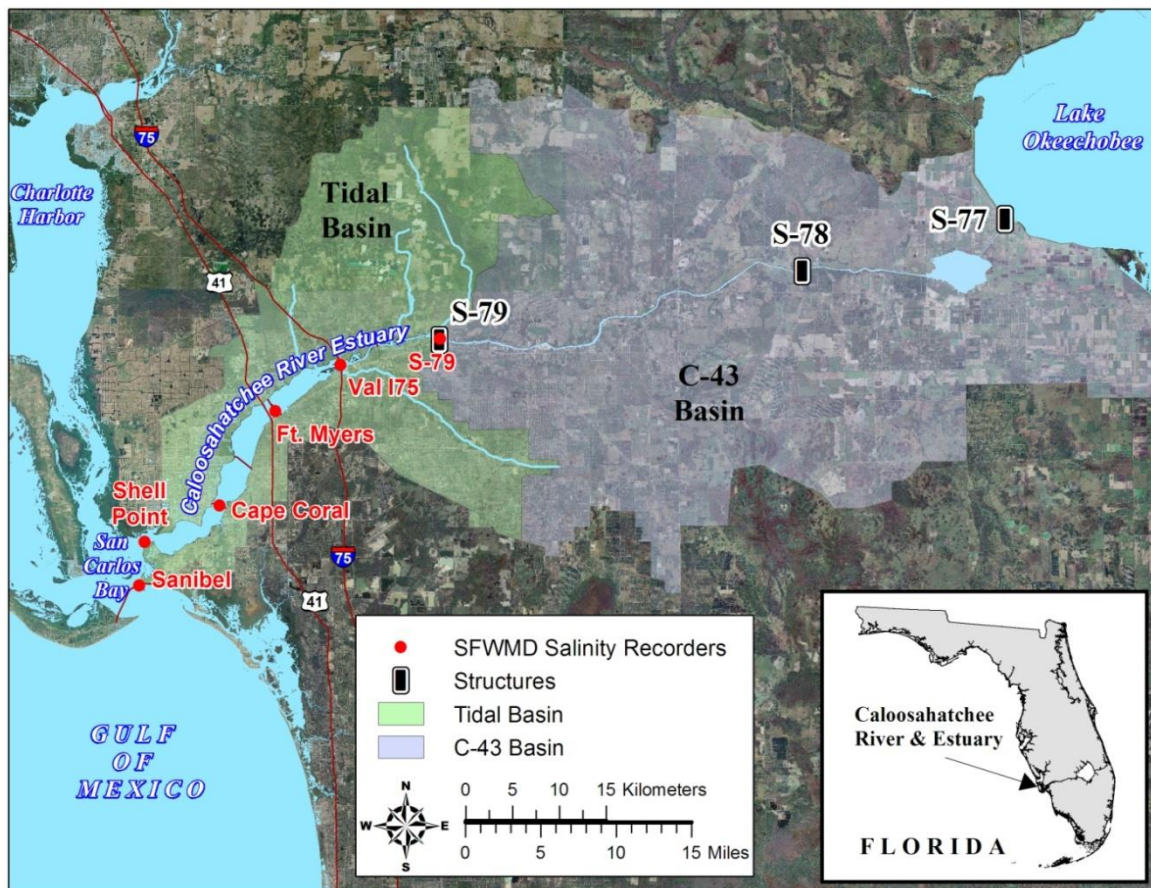 75
Lake
Okeechobee
Charlotte
Harbor
Tidal
Basin
S-77
S-78
41
S-79
S-79
Caloosahatchee River Estuary
Val I75
C-43
Basin
Ft. Myers
Shell
Point
Cape Coral
San
Carlos
Bay
Sanibel
75
41
GULF
OF
MEXICO
SFWMD Salinity Recorders
Structures
Tidal Basin
C-43 Basin
N
W E
S
0 5 10 15 Kilometers
0 5 10 15 Miles
Caloosahatchee
River & Estuary
FLORIDA